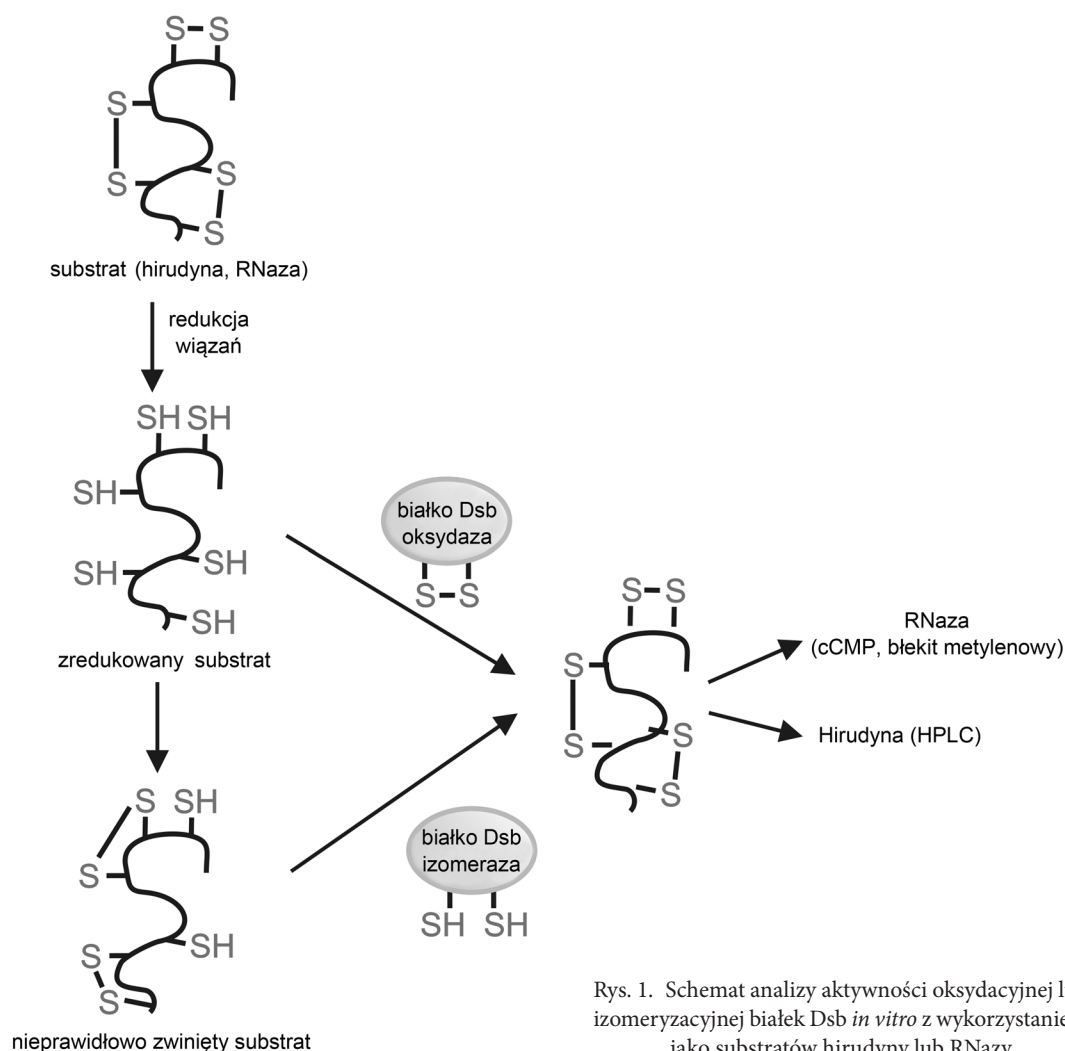 S S
S
S
S
S
substrat (hirudyna, RNaza)
redukcja
wiązań
SH SH
SH
SH
SH
SH
zredukowany substrat
białko Dsb
oksydaza
S S
S S
S
S
S
S
RNaza
(cCMP, błekit metylenowy)
Hirudyna (HPLC)
S SH
S
SH
S
S
nieprawidłowo zwinięty substrat
białko Dsb
izomeraza
SH SH
Rys. 1. Schemat analizy aktywności oksydacyjnej
izomeryzacyjnej białek Dsb in vitro z
jako substratów hirudyny lub RNazy